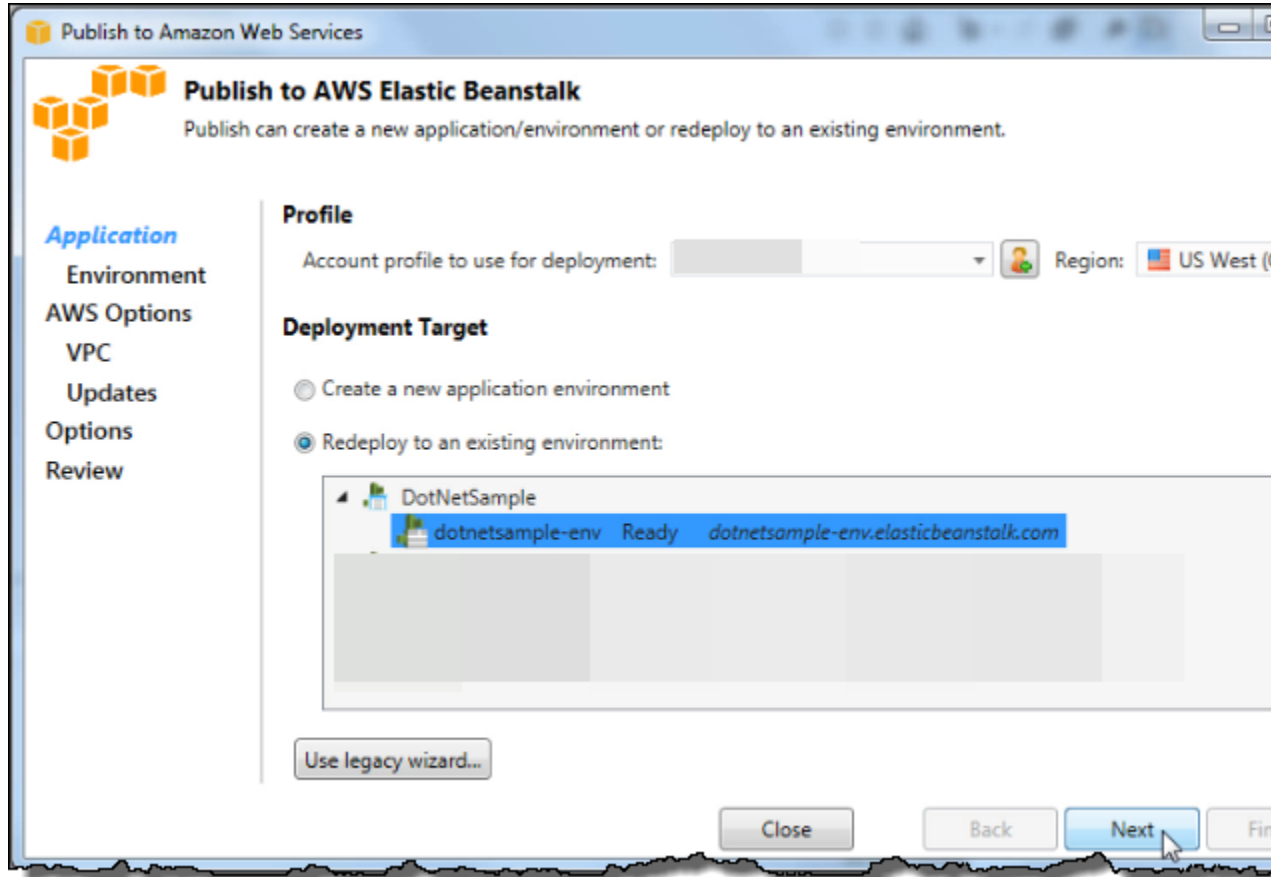 Publish to Amazon Web Services
Publish to AWS Elastic Beanstalk
Publish can create a new application/environment or redeploy to an existing environment.
Application
Environment
AWS Options
VPC
Updates
Options
Review
Profile
Account profile to use for deployment:
Region: US West
Deployment Target
Create a new application environment
Redeploy to an existing environment:
DotNetSample
dotnetsample-env Ready dotnetsample-env.elasticbeanstalk.com
Use legacy wizard...
Close Back Next